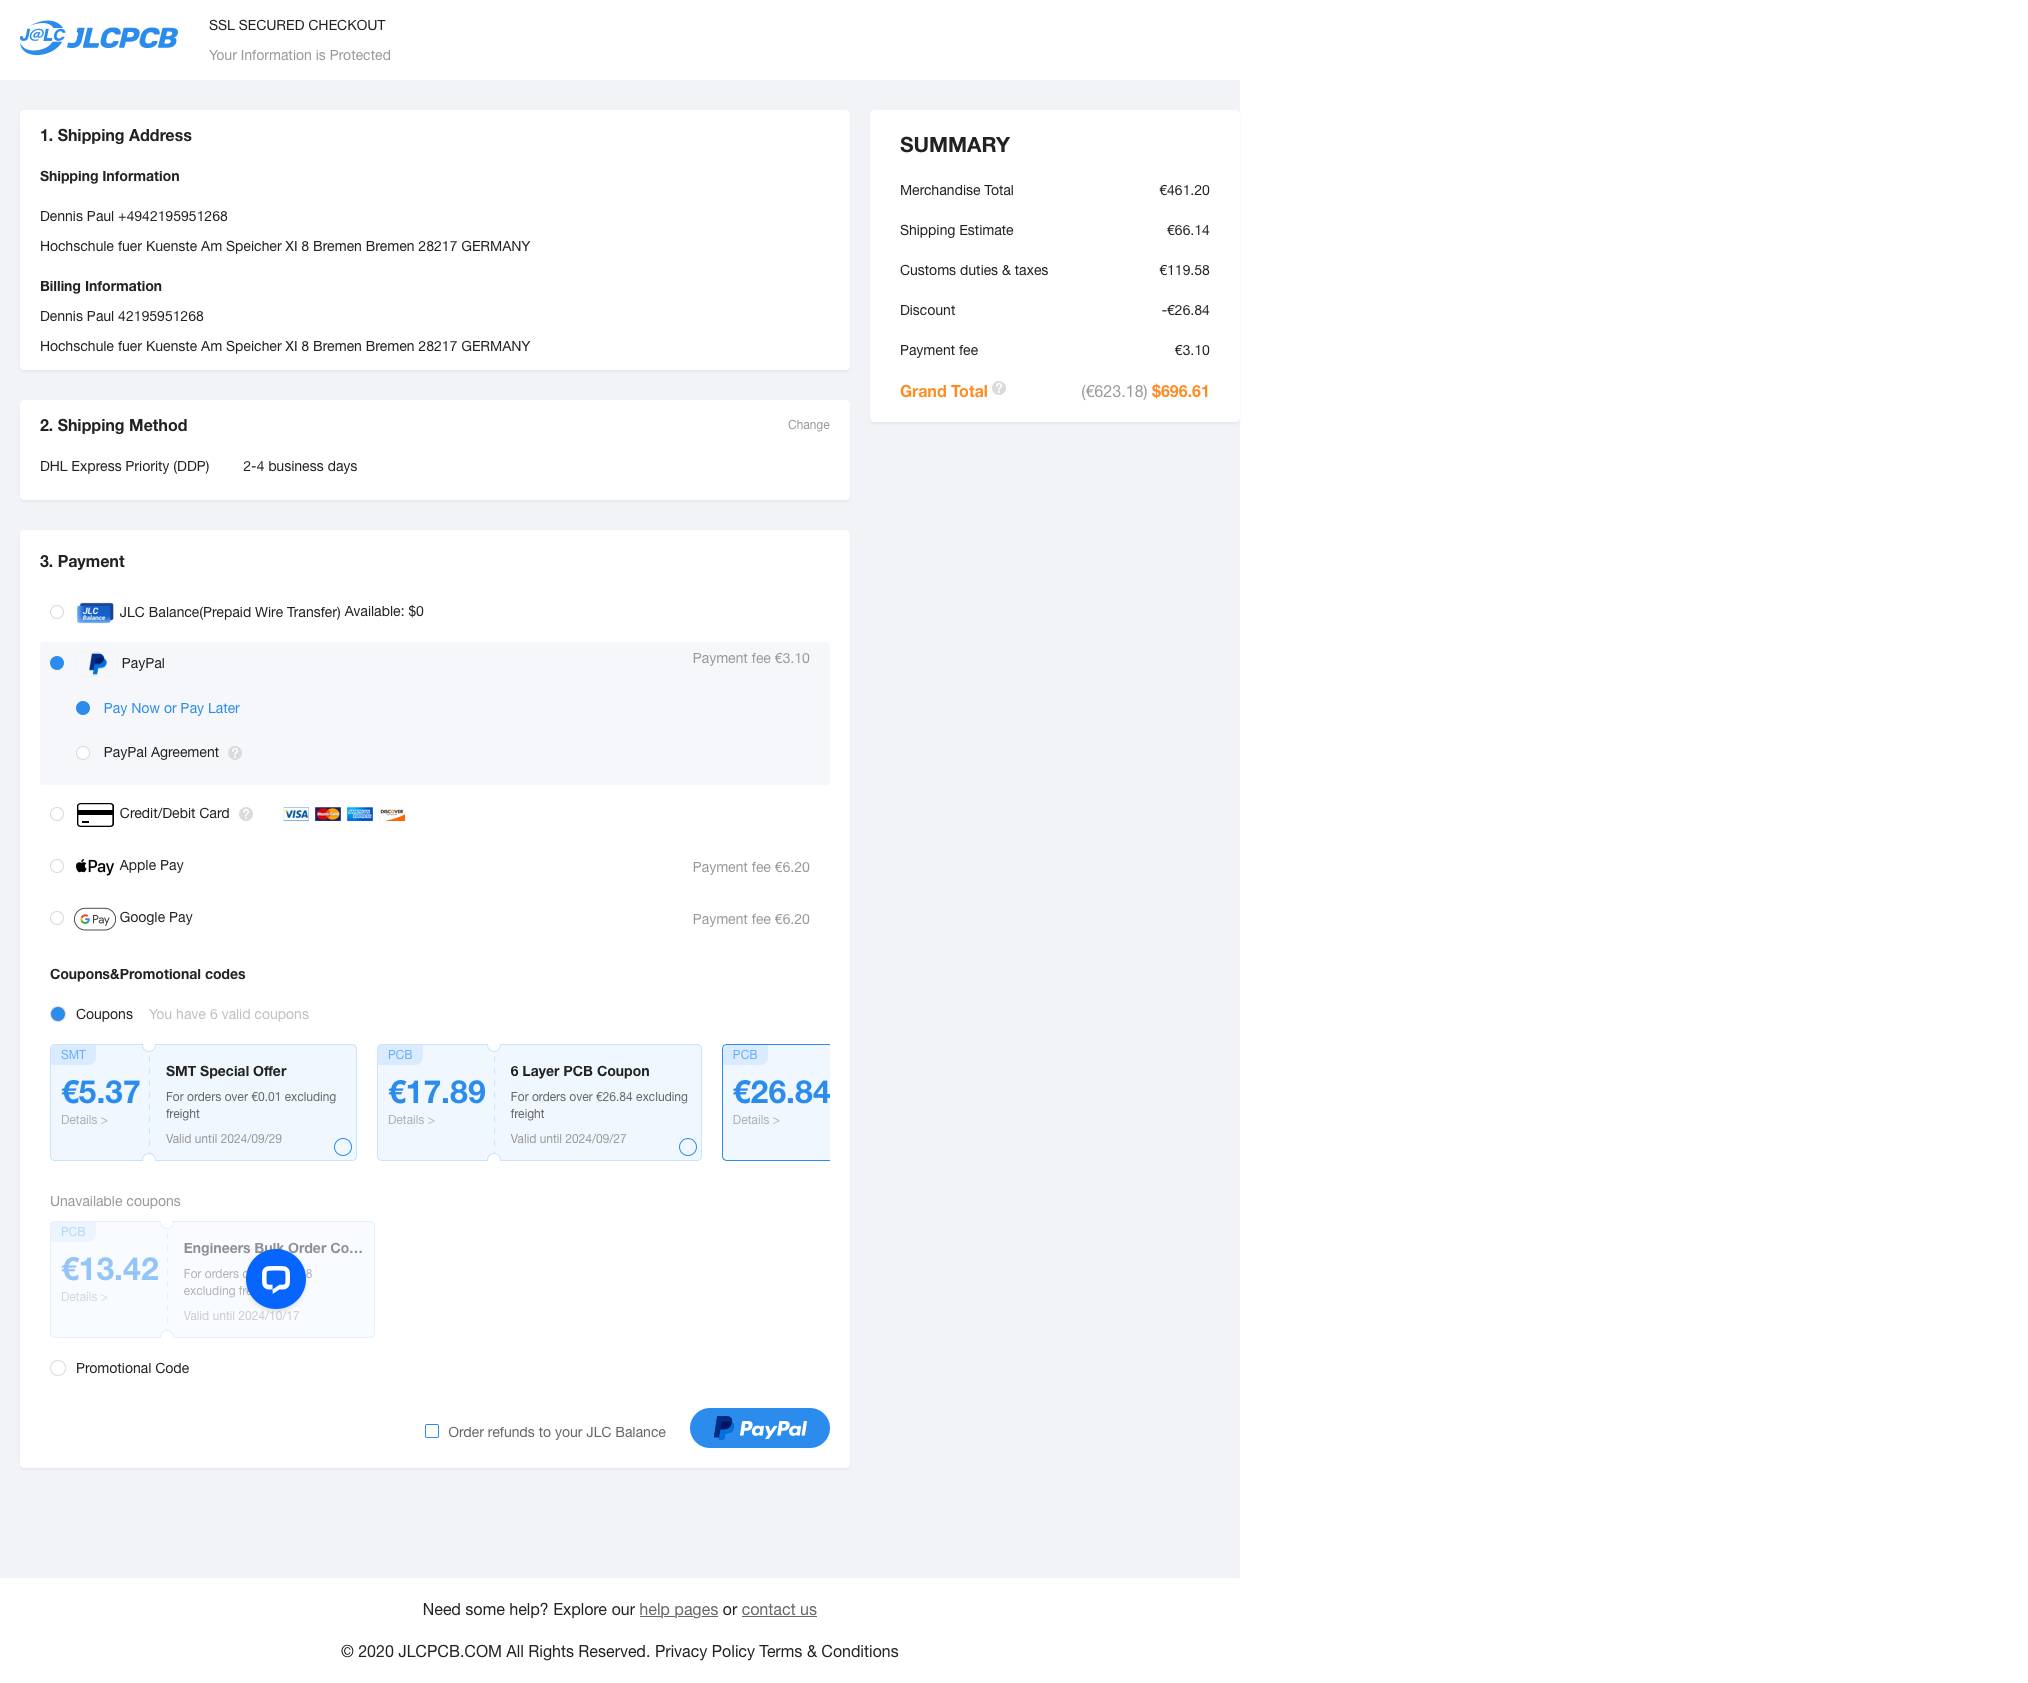 J@LC JLCPCB
SSL SECURED CHECKOUT
Your Information is Protected
1. Shipping Address
Shipping Information
Dennis Paul +4942195951268
Hochschule fuer Kuenste Am Speicher XI 8 Bremen Bremen 28217 GERMANY
Billing Information
Dennis Paul 42195951268
Hochschule fuer Kuenste Am Speicher XI 8 Bremen Bremen 28217 GERMANY
SUMMARY
Merchandise Total €461.20
Shipping Estimate €66.14
Customs duties & taxes €119.58
Discount -€26.84
Payment fee €3.10
Grand Total ? (€623.18) $696.61
2. Shipping Method Change
DHL Express Priority (DDP) 2-4 business days
3. Payment
JLC Balance JLC Balance(Prepaid Wire Transfer) Available: $0
PayPal Payment fee €3.10
Pay Now or Pay Later
PayPal Agreement ?
Credit/Debit Card ? VISA MasterCard AMERICAN EXPRESS DISCOVER
Pay Apple Pay Payment fee €6.20
G Pay Google Pay Payment fee €6.20
Coupons&Promotional codes
Coupons You have 6 valid coupons
SMT
€5.37
Details >
SMT Special Offer
For orders over €0.01 excluding
freight
Valid until 2024/09/29
PCB
€17.89
Details >
6 Layer PCB Coupon
For orders over €26.84 excluding
freight
Valid until 2024/09/27
PCB
€26.84
Details >
Unavailable coupons
PCB
€13.42
Details >
Engineers Bulk Order Co...
For orders 8
excluding
Valid until 2024/10/17
Promotional Code
Order refunds to your JLC Balance PayPal
Need some help? Explore our help pages or contact us
© 2020 JLCPCB.COM All Rights Reserved. Privacy Policy Terms & Conditions